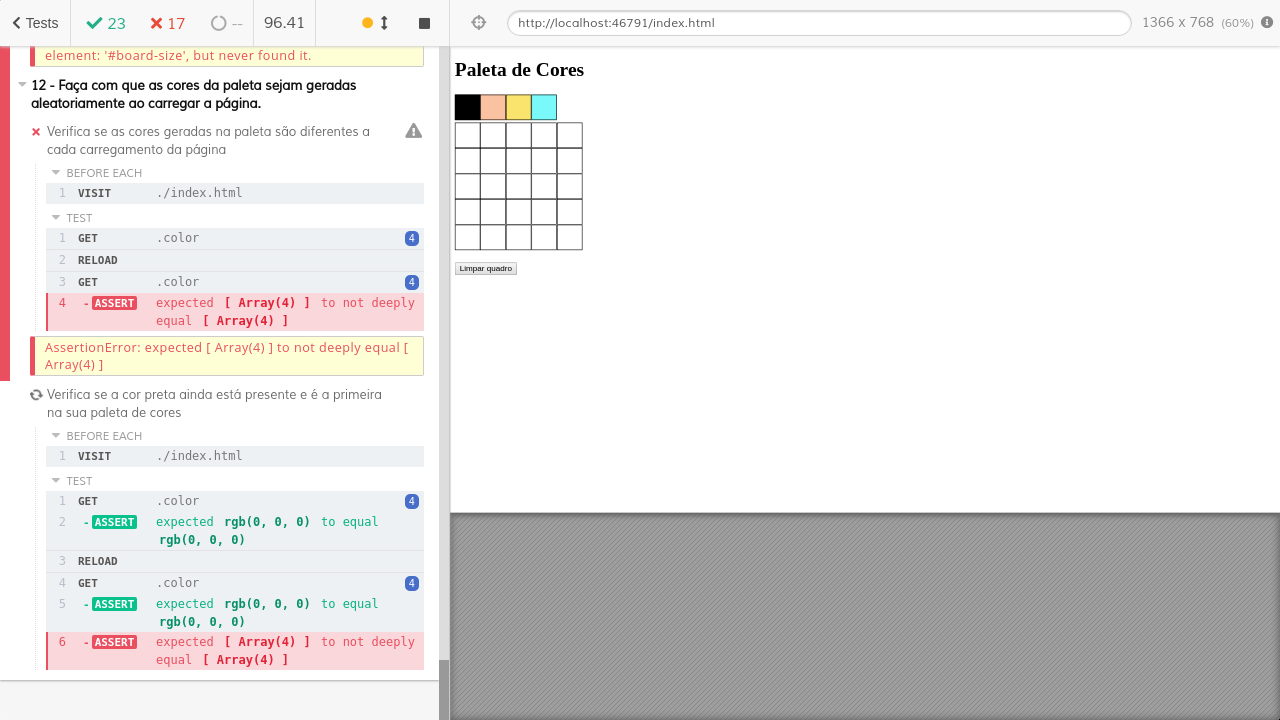 Tests 23 17 -- 96.41
http://localhost:46791/index.html 1366 x 768 (60%)
element: '#board-size', but never found it.
12 - Faça com que as cores da paleta sejam geradas
aleatoriamente ao carregar a página.
Verifica se as cores geradas na paleta são diferentes a
cada carregamento da página
BEFORE EACH
1 VISIT ./index.html
TEST
1 GET .color 4
2 RELOAD
3 GET .color 4
4 -ASSERT expected [ Array(4) ] to not deeply
equal [ Array(4) ]
AssertionError: expected [ Array(4) ] to not deeply equal [
Array(4) ]
Verifica se a cor preta ainda está presente e é a primeira
na sua paleta de cores
BEFORE EACH
1 VISIT ./index.html
TEST
1 GET .color 4
2 -ASSERT expected rgb(0, 0, 0) to equal
rgb(0, 0, 0)
3 RELOAD
4 GET .color 4
5 -ASSERT expected rgb(0, 0, 0) to equal
rgb(0, 0, 0)
6 -ASSERT expected [ Array(4) ] to not deeply
equal [ Array(4) ]
Paleta de Cores
Limpar quadro